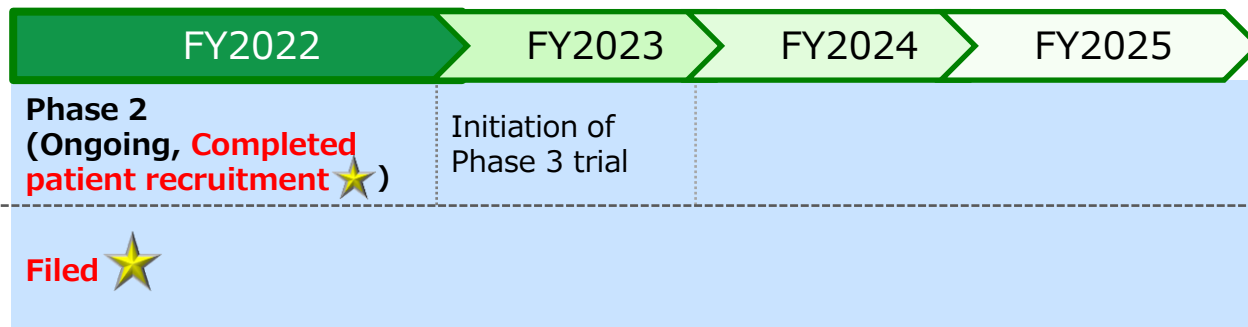 FY2022 FY2023 FY2024 FY2025
Phase 2
(Ongoing, Completed
patient recruitment )
Initiation of
Phase 3 trial
Filed